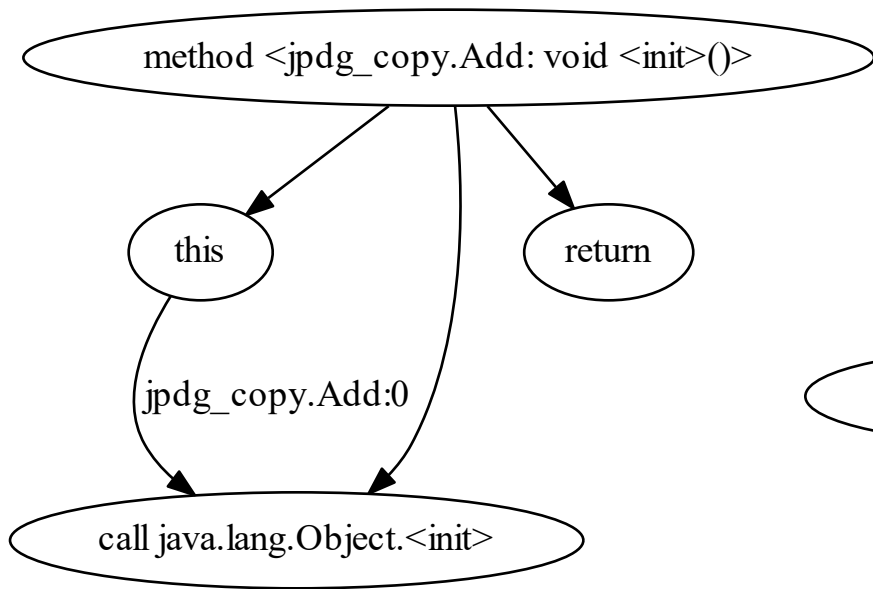 method <jpdg_copy.Add: void <init>()>
this
return
jpdg_copy.Add:0
call java.lang.Object.<init>